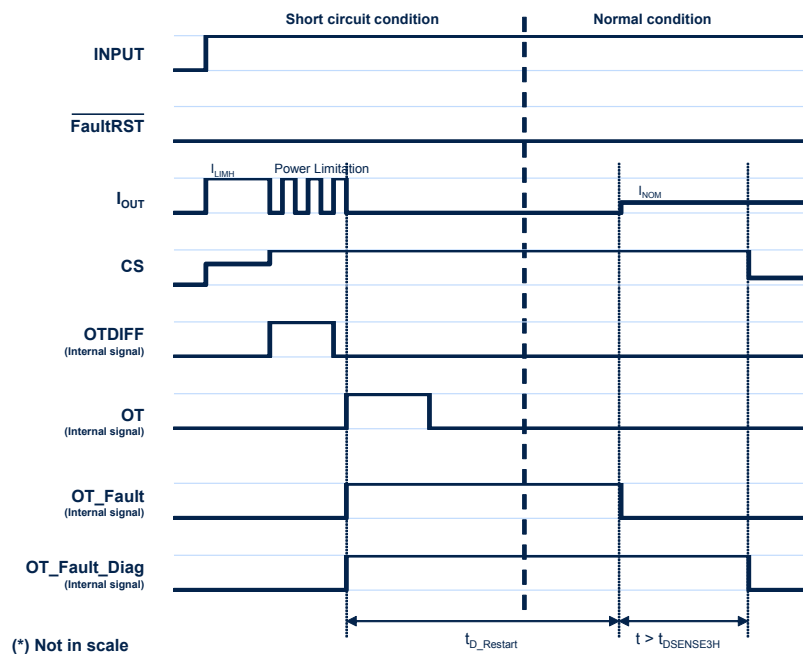 Short circuit condition
Normal condition
INPUT
FaultRST
I_LIMH
Power Limitation
I_OUT
I_NOM
CS
OTDIFF
(Internal signal)
OT
(Internal signal)
OT_Fault
(Internal signal)
OT_Fault_Diag
(Internal signal)
t_D_Restart
t > t_DSENSE3H
(*) Not in scale